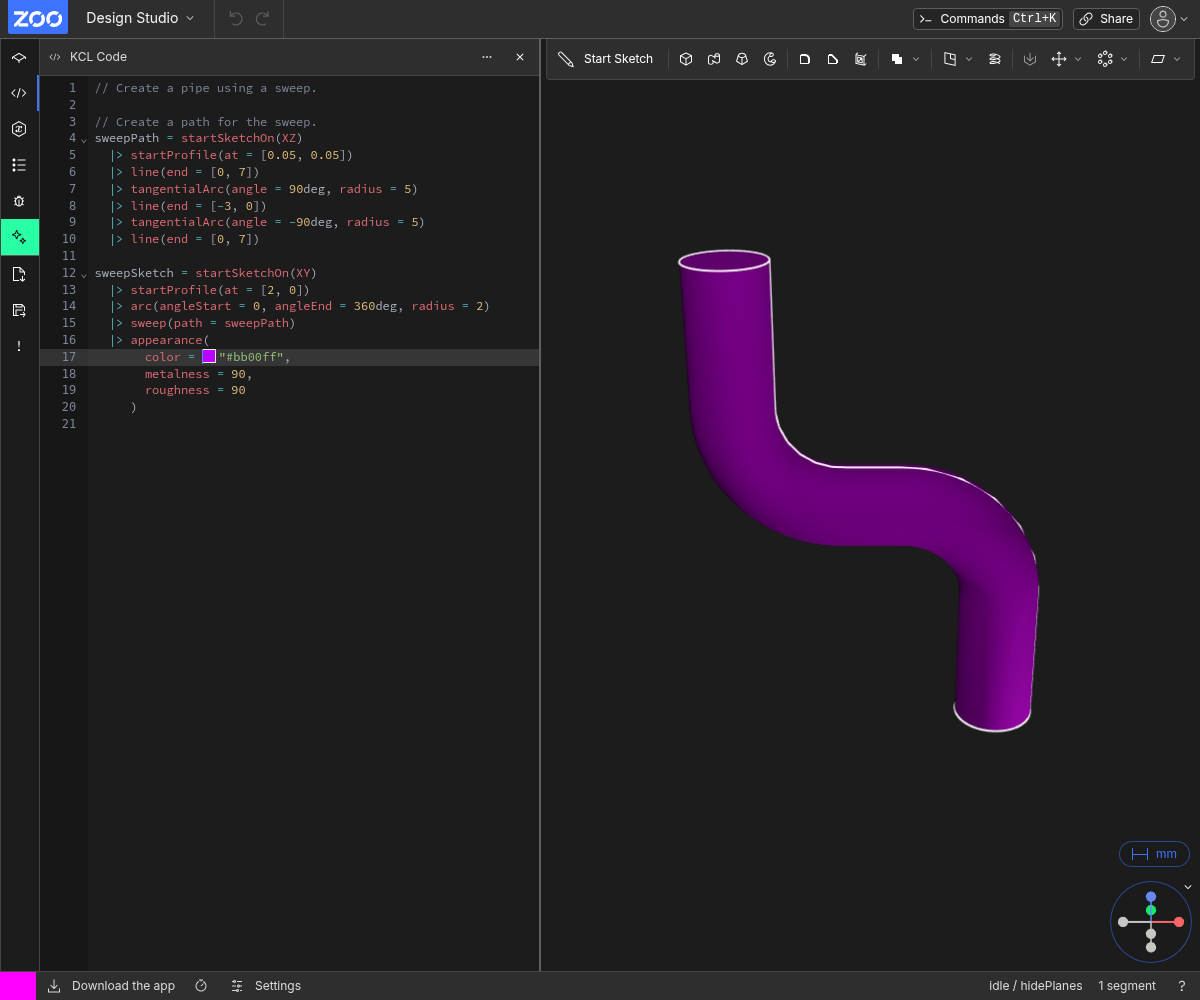 ZOO Design Studio Commands Ctrl+K Share
KCL Code
Start Sketch
1 // Create a pipe using a sweep.
2
3 // Create a path for the sweep.
4 sweepPath = startSketchOn(XZ)
5   |> startProfile(at = [0.05, 0.05])
6   |> line(end = [0, 7])
7   |> tangentialArc(angle = 90deg, radius = 5)
8   |> line(end = [-3, 0])
9   |> tangentialArc(angle = -90deg, radius = 5)
10   |> line(end = [0, 7])
11
12 sweepSketch = startSketchOn(XY)
13   |> startProfile(at = [2, 0])
14   |> arc(angleStart = 0, angleEnd = 360deg, radius = 2)
15   |> sweep(path = sweepPath)
16   |> appearance(
17        color = "#bb00ff",
18        metalness = 90,
19        roughness = 90
20      )
21
mm
Download the app Settings idle / hidePlanes 1 segment ?